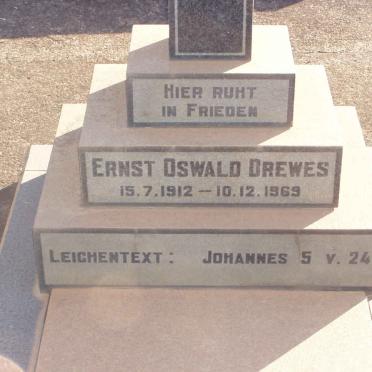 HIER RUHT
IN FRIEDEN
ERNST OSWALD DREWES
15.7.1912 — 10.12.1969
LEICHENTEXT: JOHANNES 5 V. 24